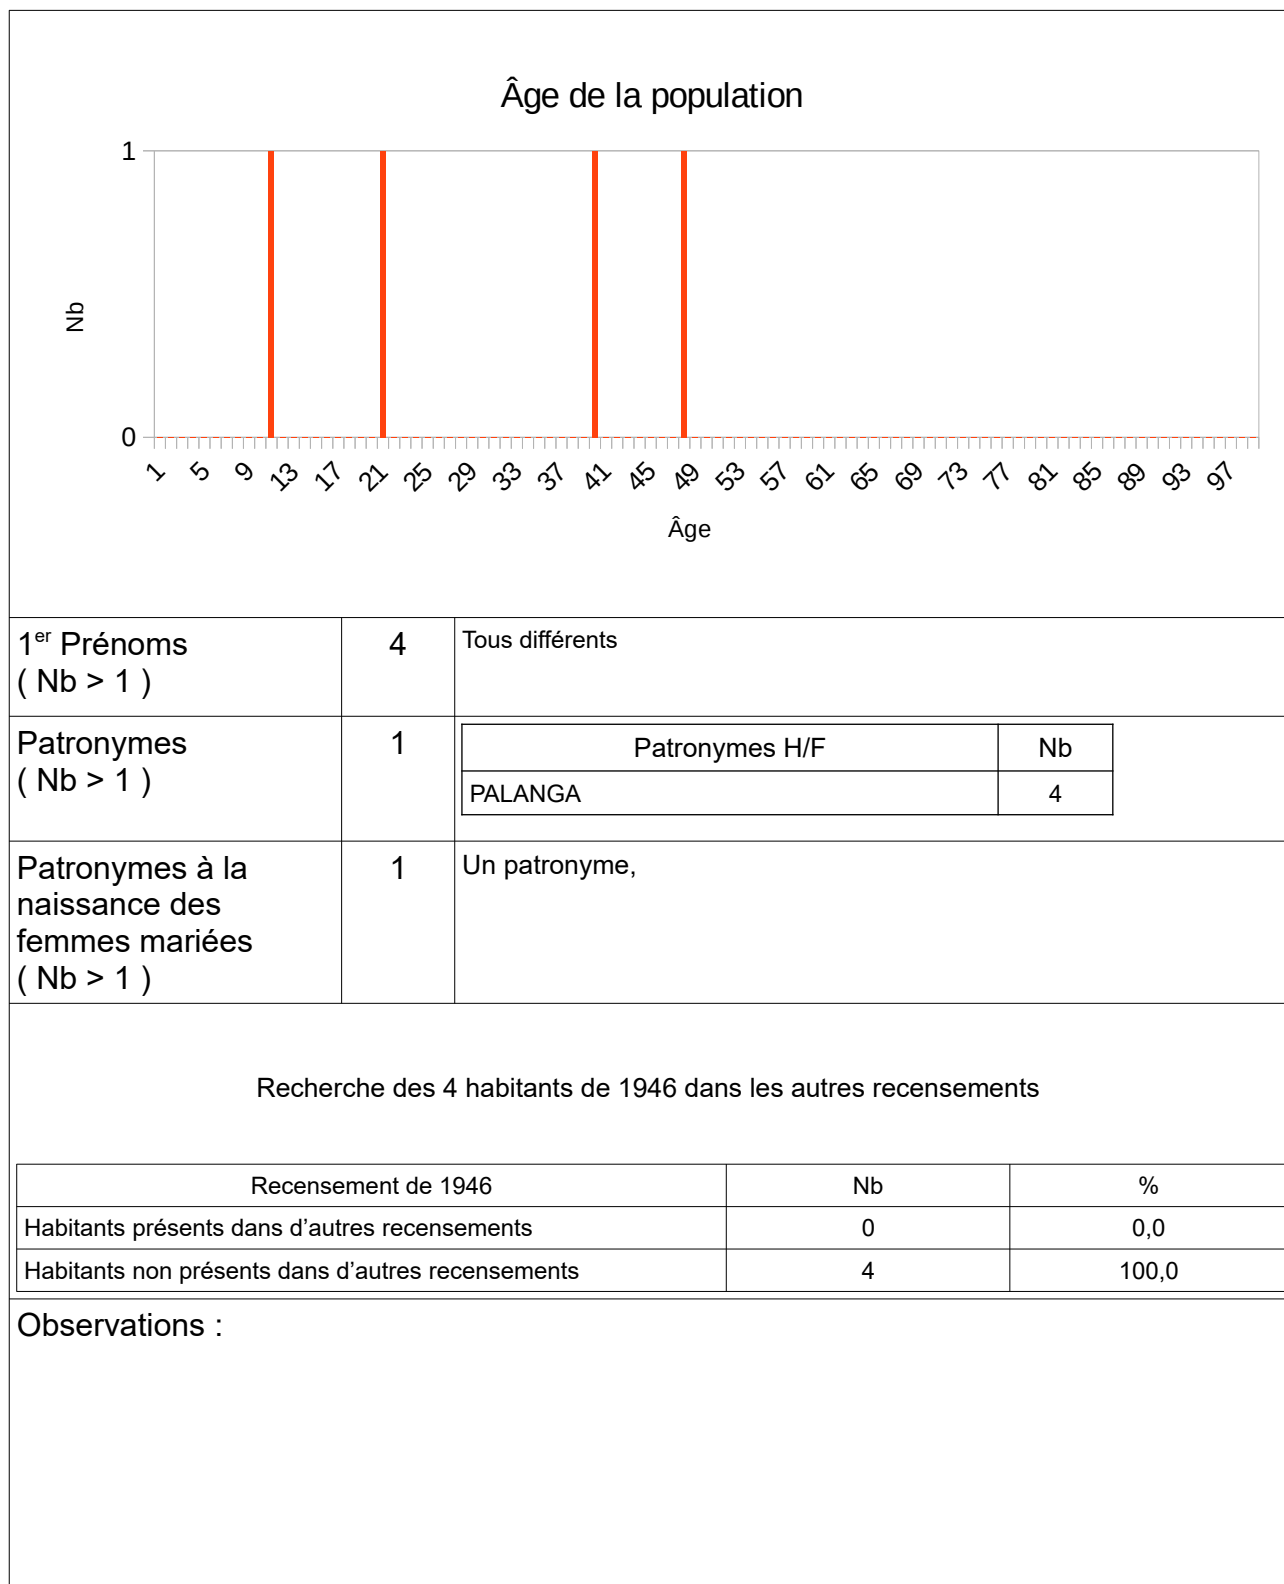 Âge de la population
1
Nb
0
1 5 9 13 17 21 25 29 33 37 41 45 49 53 57 61 65 69 73 77 81 85 89 93 97
Âge
1er Prénoms
( Nb > 1 )
4
Tous différents
Patronymes
( Nb > 1 )
1
Patronymes H/F Nb
PALANGA 4
Patronymes à la
naissance des
femmes mariées
( Nb > 1 )
1
Un patronyme,
Recherche des 4 habitants de 1946 dans les autres recensements
Recensement de 1946 Nb %
Habitants présents dans d’autres recensements 0 0,0
Habitants non présents dans d’autres recensements 4 100,0
Observations :